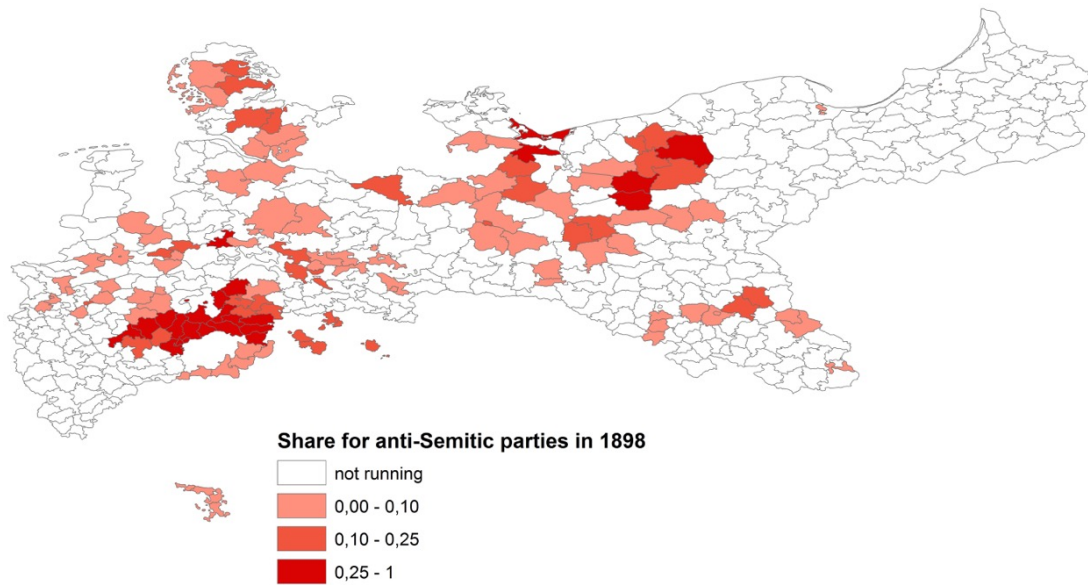 Share for anti-Semitic parties in 1898
not running
0,00 - 0,10
0,10 - 0,25
0,25 - 1